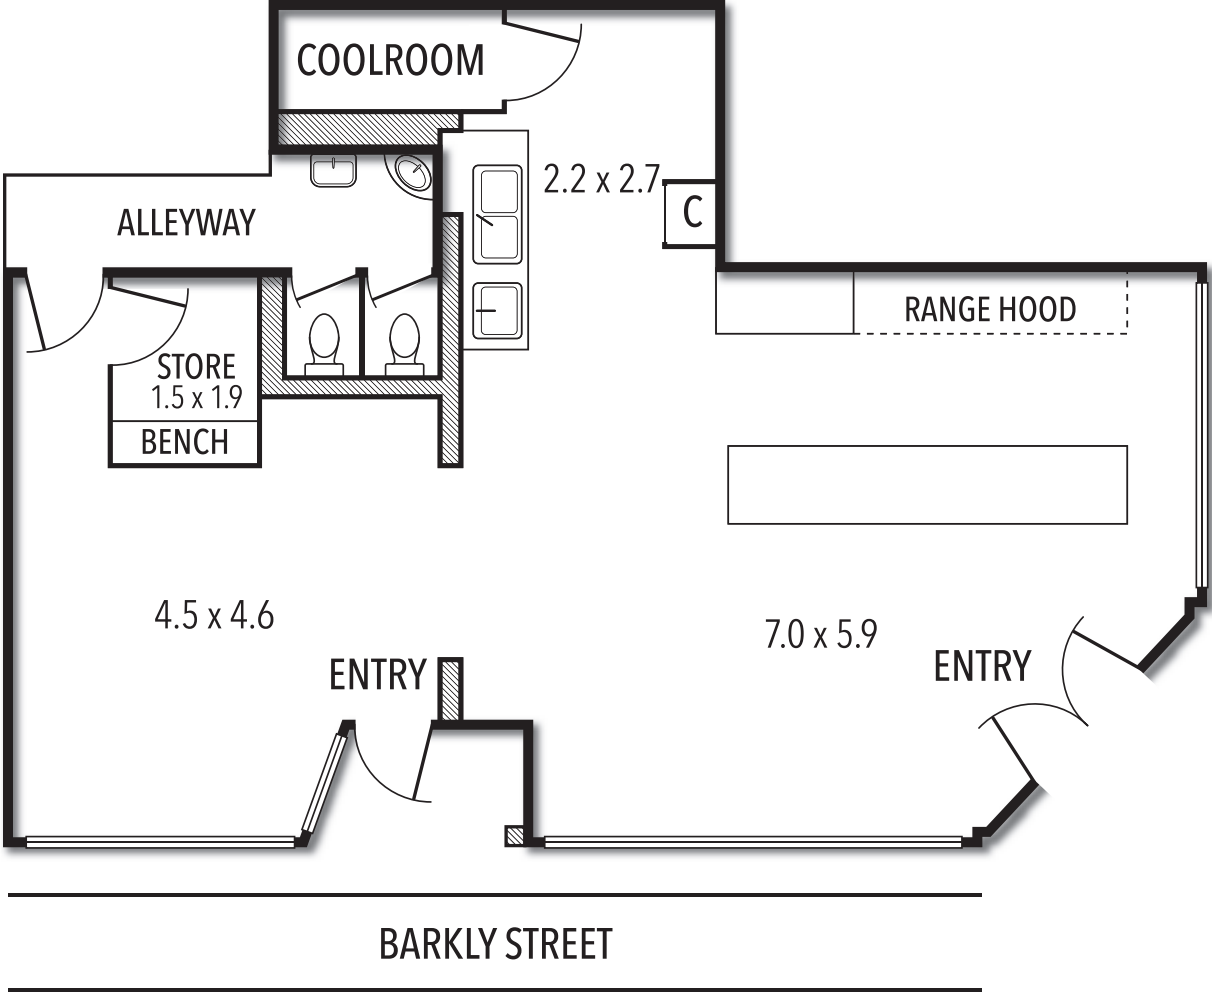 COOLROOM
2.2 x 2.7
C
ALLEYWAY
RANGE HOOD
STORE
1.5 x 1.9
BENCH
4.5 x 4.6
7.0 x 5.9
ENTRY
ENTRY
BARKLY STREET